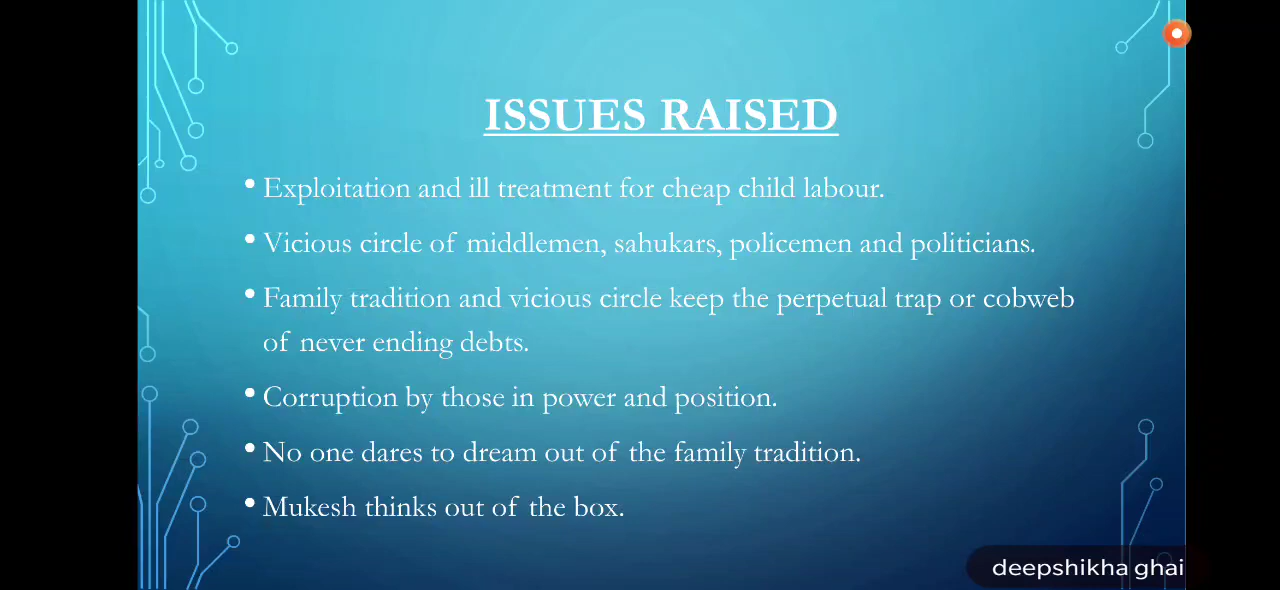 ISSUES RAISED
• Exploitation and ill treatment for cheap child labour.
• Vicious circle of middlemen, sahukars, policemen and politicians.
• Family tradition and vicious circle keep the perpetual trap or cobweb
of never ending debts.
• Corruption by those in power and position.
• No one dares to dream out of the family tradition.
• Mukesh thinks out of the box.
deepshikha ghai